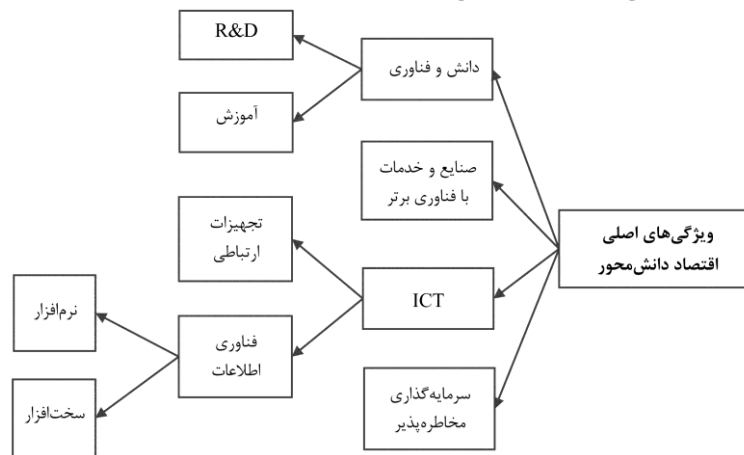 ویژگی‌های اصلی
اقتصاد دانش‌محور
دانش و فناوری
R&D
آموزش
صنایع و خدمات
با فناوری برتر
ICT
تجهیزات
ارتباطی
فناوری
اطلاعات
نرم‌افزار
سخت‌افزار
سرمایه‌گذاری
مخاطره‌پذیر